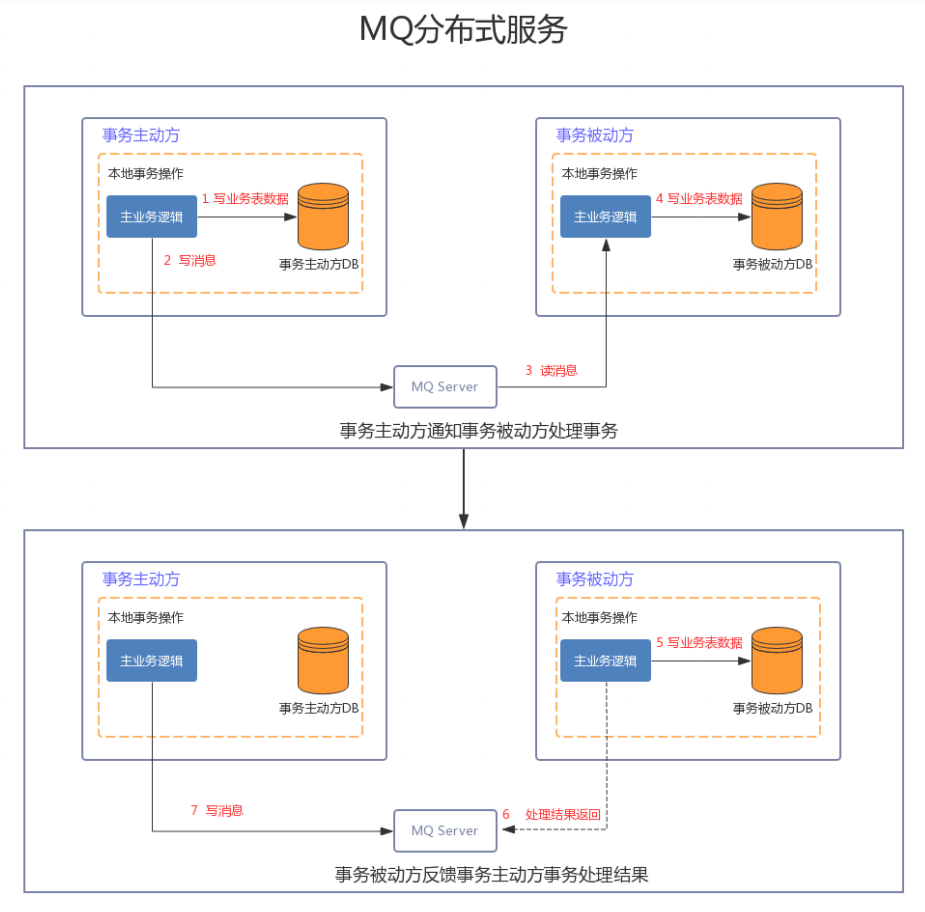 MQ分布式服务
事务主动方
事务被动方
本地事务操作
本地事务操作
1 写业务表数据
4 写业务表数据
主业务逻辑
主业务逻辑
2 写消息
事务主动方DB
事务被动方DB
3 读消息
MQ Server
事务主动方通知事务被动方处理事务
事务主动方
事务被动方
本地事务操作
本地事务操作
5 写业务表数据
主业务逻辑
主业务逻辑
事务主动方DB
事务被动方DB
7 写消息
6 处理结果返回
MQ Server
事务被动方反馈事务主动方事务处理结果